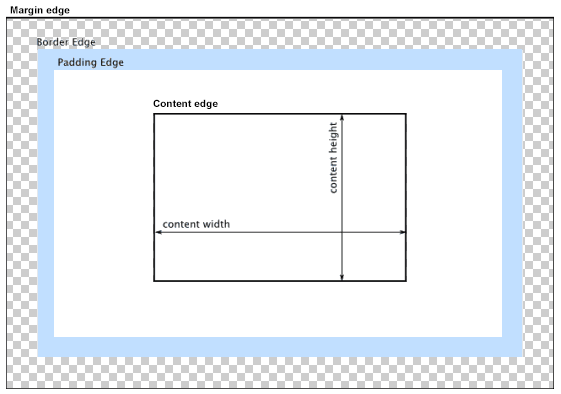 Margin edge
Border Edge
Padding Edge
Content edge
content height
content width